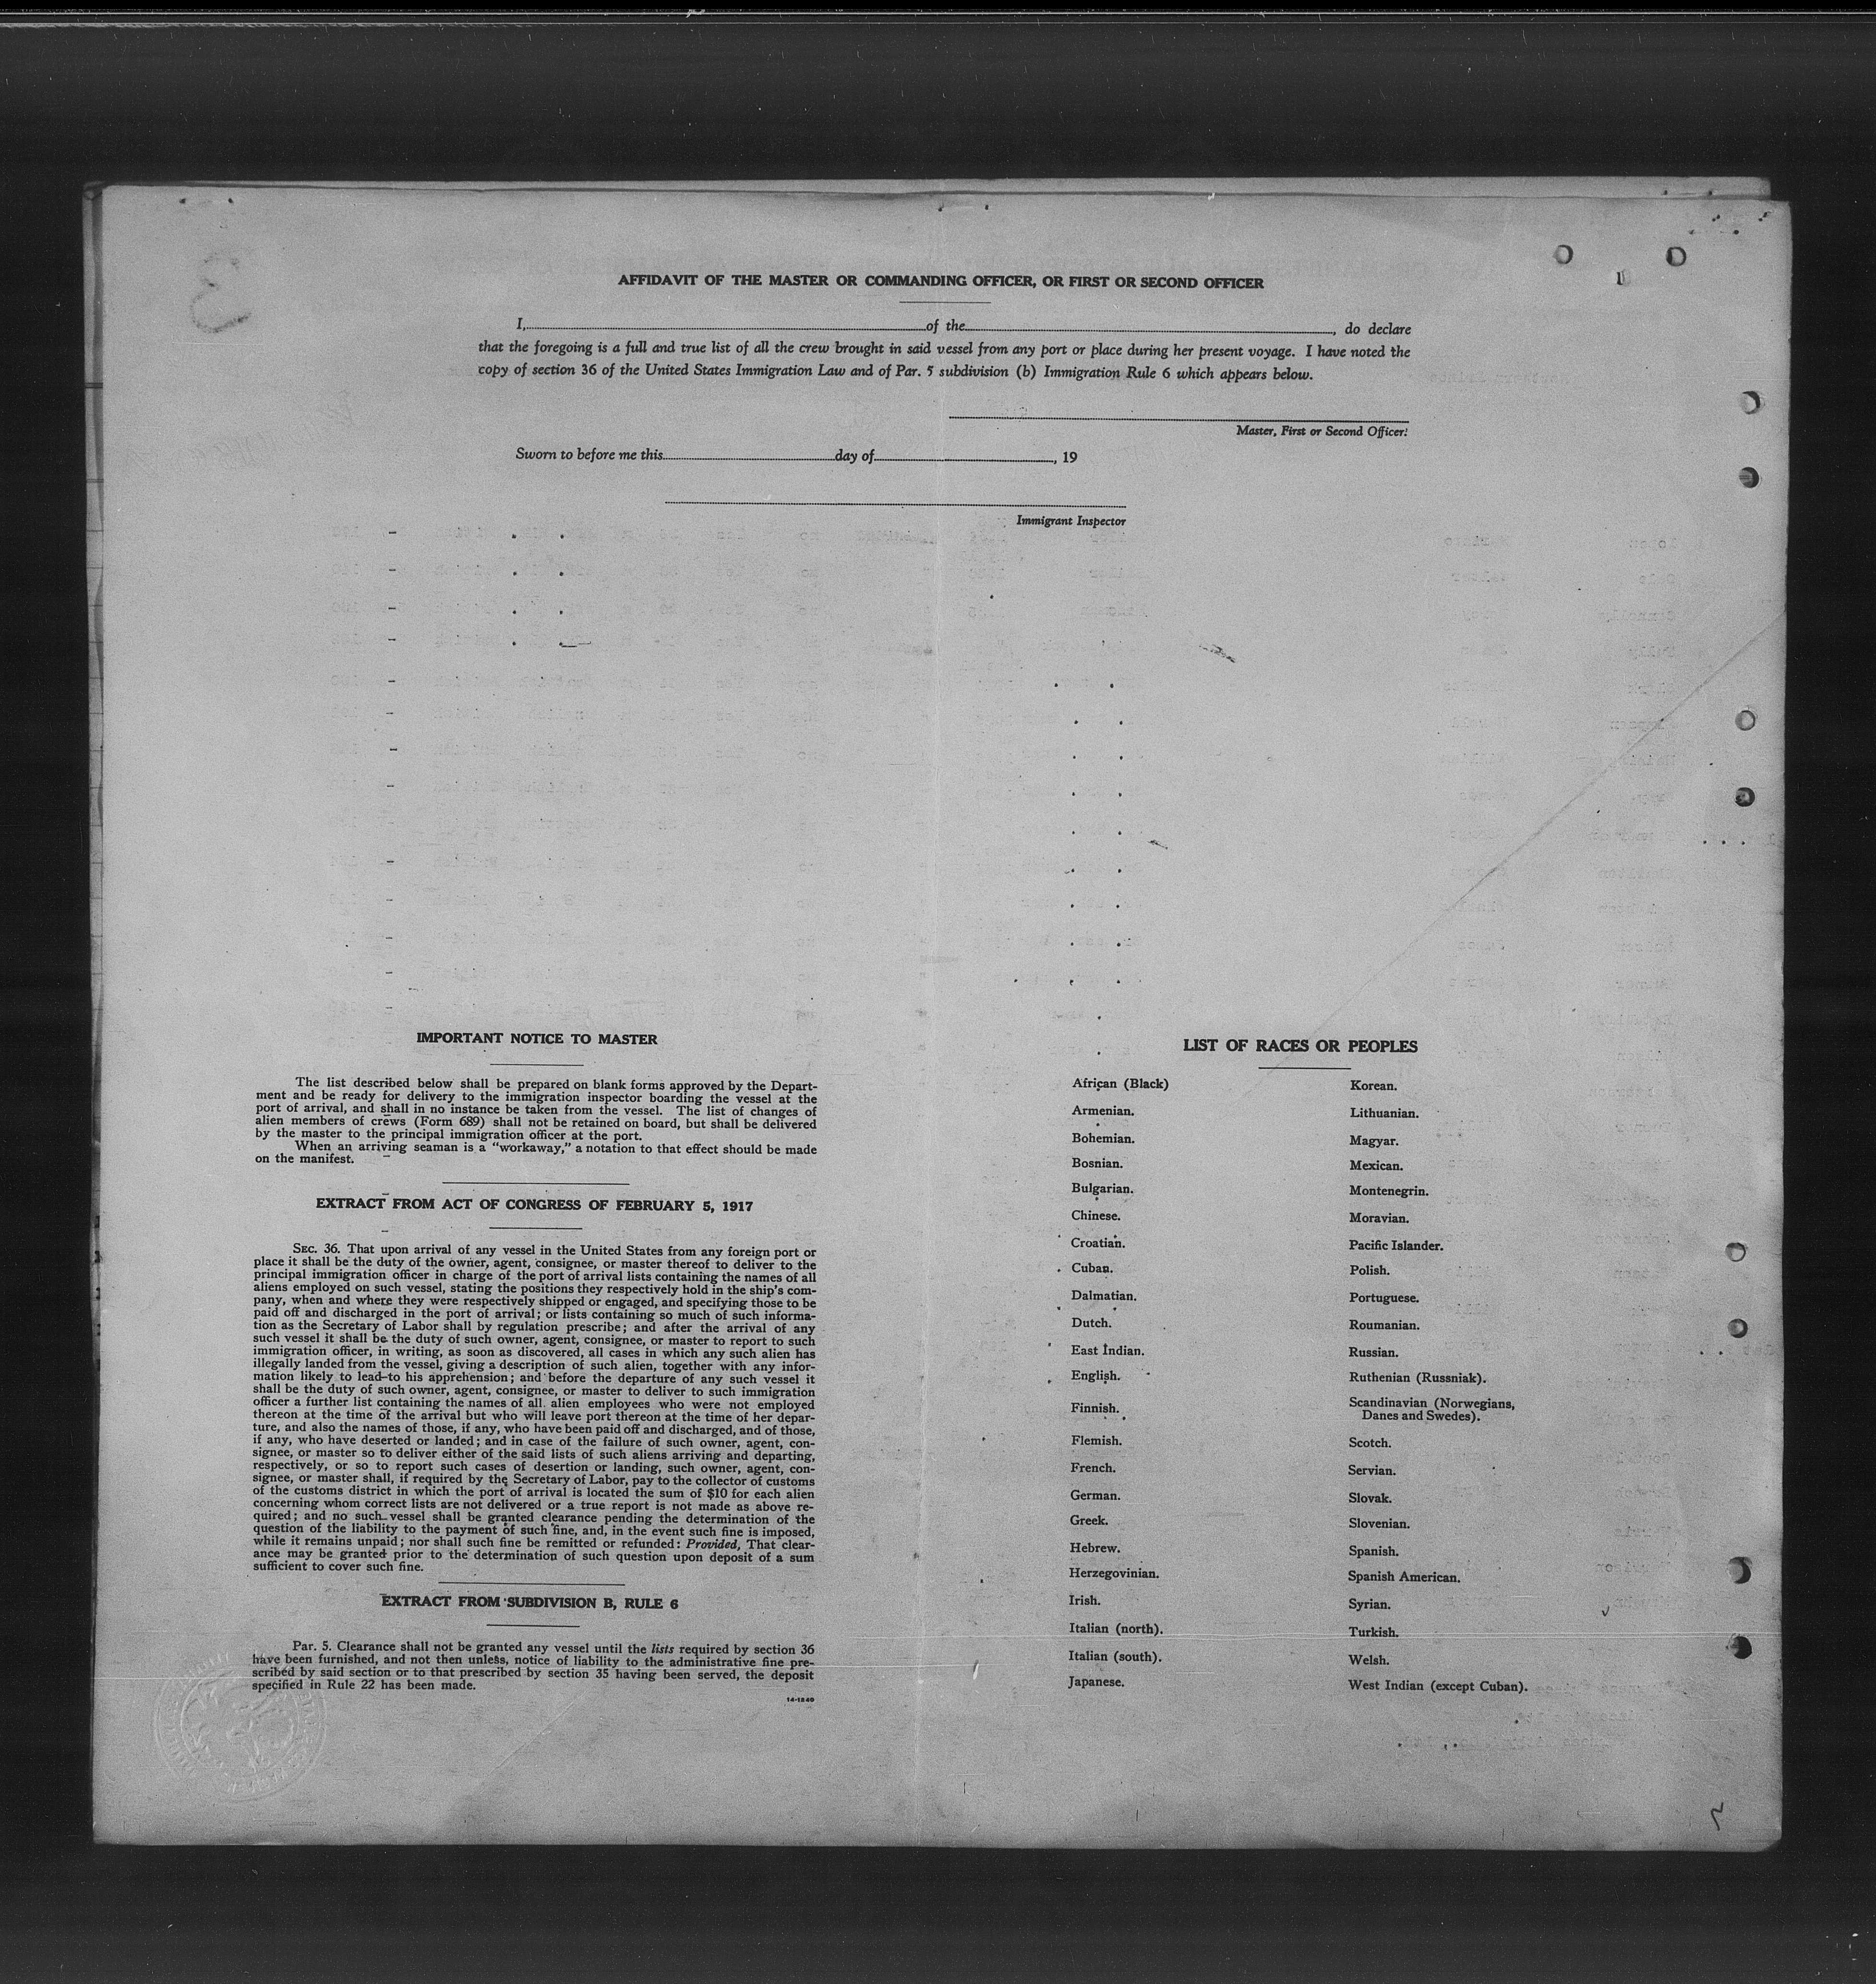 AFFIDAVIT OF THE MASTER OR COMMANDING OFFICER, OR FIRST OR SECOND OFFICER
I, of the , do declare
that the foregoing is a full and true list of all the crew brought in said vessel from any port or place during her present voyage. I have noted the
copy of section 36 of the United States Immigration Law and of Par. 5 subdivision (b) Immigration Rule 6 which appears below.
Master, First or Second Officer.
Sworn to before me this day of , 19
Immigrant Inspector
IMPORTANT NOTICE TO MASTER
The list described below shall be prepared on blank forms approved by the Depart-
ment and be ready for delivery to the immigration inspector boarding the vessel at the
port of arrival, and shall in no instance be taken from the vessel. The list of changes of
alien members of crews (Form 689) shall not be retained on board, but shall be delivered
by the master to the principal immigration officer at the port.
When an arriving seaman is a "workaway," a notation to that effect should be made
on the manifest.
EXTRACT FROM ACT OF CONGRESS OF FEBRUARY 5, 1917
SEC. 36. That upon arrival of any vessel in the United States from any foreign port or
place it shall be the duty of the owner, agent, consignee, or master thereof to deliver to the
principal immigration officer in charge of the port of arrival lists containing the names of all
aliens employed on such vessel, stating the positions they respectively hold in the ship's com-
pany, when and where they were respectively shipped or engaged, and specifying those to be
paid off and discharged in the port of arrival; or lists containing so much of such informa-
tion as the Secretary of Labor shall by regulation prescribe; and after the arrival of any
such vessel it shall be the duty of such owner, agent, consignee, or master to report to such
immigration officer, in writing, as soon as discovered, all cases in which any such alien has
illegally landed from the vessel, giving a description of such alien, together with any infor-
mation likely to lead to his apprehension; and before the departure of any such vessel it
shall be the duty of such owner, agent, consignee, or master to deliver to such immigration
officer a further list containing the names of all alien employees who were not employed
thereon at the time of the arrival but who will leave port thereon at the time of her depar-
ture, and also the names of those, if any, who have been paid off and discharged, and of those,
if any, who have deserted or landed; and in case of the failure of such owner, agent, con-
signee, or master so to deliver either of the said lists of such aliens arriving and departing,
respectively, or so to report such cases of desertion or landing, such owner, agent, con-
signee, or master shall, if required by the Secretary of Labor, pay to the collector of customs
of the customs district in which the port of arrival is located the sum of $10 for each alien
concerning whom correct lists are not delivered or a true report is not made as above re-
quired; and no such vessel shall be granted clearance pending the determination of the
question of the liability to the payment of such fine, and, in the event such fine is imposed,
while it remains unpaid; nor shall such fine be remitted or refunded: Provided, That clear-
ance may be granted prior to the determination of such question upon deposit of a sum
sufficient to cover such fine.
EXTRACT FROM SUBDIVISION B, RULE 6
Par. 5. Clearance shall not be granted any vessel until the lists required by section 36
have been furnished, and not then unless, notice of liability to the administrative fine pre-
scribed by said section or to that prescribed by section 35 having been served, the deposit
specified in Rule 22 has been made.
14-1240
LIST OF RACES OR PEOPLES
African (Black)
Armenian.
Bohemian.
Bosnian.
Bulgarian.
Chinese.
Croatian.
Cuban.
Dalmatian.
Dutch.
East Indian.
English.
Finnish.
Flemish.
French.
German.
Greek.
Hebrew.
Herzegovinian.
Irish.
Italian (north).
Italian (south).
Japanese.
Korean.
Lithuanian.
Magyar.
Mexican.
Montenegrin.
Moravian.
Pacific Islander.
Polish.
Portuguese.
Roumanian.
Russian.
Ruthenian (Russniak).
Scandinavian (Norwegians,
Danes and Swedes).
Scotch.
Servian.
Slovak.
Slovenian.
Spanish.
Spanish American.
Syrian.
Turkish.
Welsh.
West Indian (except Cuban).